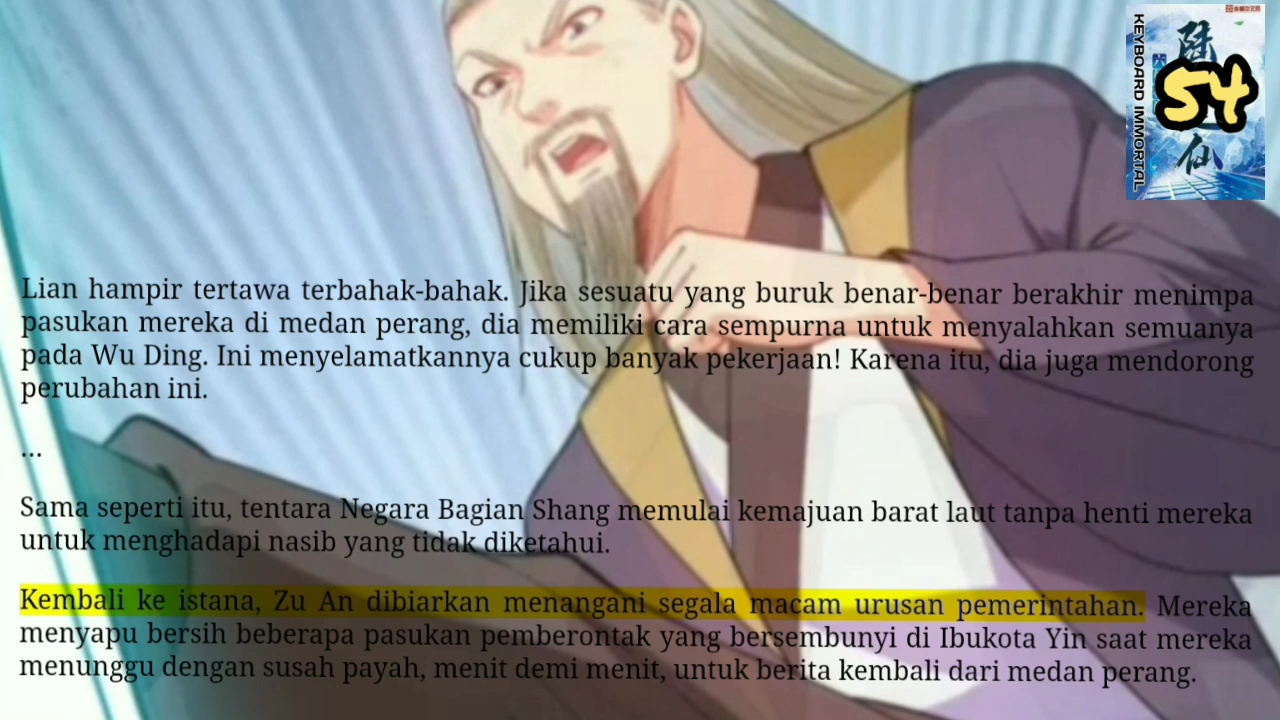 KEYBOARD IMMORTAL
54
Lian hampir tertawa terbahak-bahak. Jika sesuatu yang buruk benar-benar berakhir menimpa
pasukan mereka di medan perang, dia memiliki cara sempurna untuk menyalahkan semuanya
pada Wu Ding. Ini menyelamatkannya cukup banyak pekerjaan! Karena itu, dia juga mendorong
perubahan ini.
...
Sama seperti itu, tentara Negara Bagian Shang memulai kemajuan barat laut tanpa henti mereka
untuk menghadapi nasib yang tidak diketahui.
Kembali ke istana, Zu An dibiarkan menangani segala macam urusan pemerintahan. Mereka
menyapu bersih beberapa pasukan pemberontak yang bersembunyi di Ibukota Yin saat mereka
menunggu dengan susah payah, menit demi menit, untuk berita kembali dari medan perang.